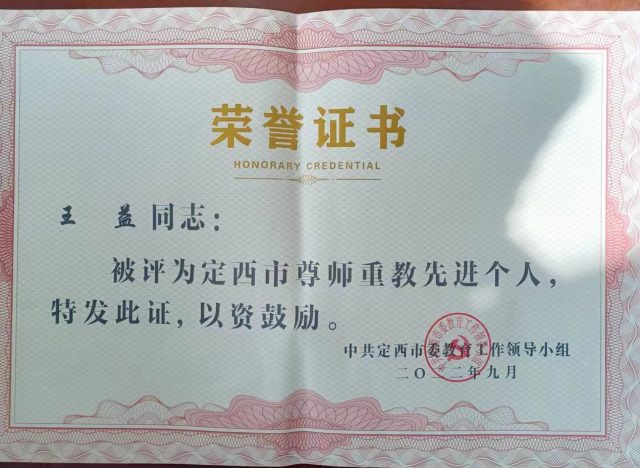 荣誉证书
HONORARY CREDENTIAL
王 益 同志：
被评为定西市尊师重教先进个人，
特发此证，以资鼓励。
中共定西市委教育工作领导小组
二〇二二年九月